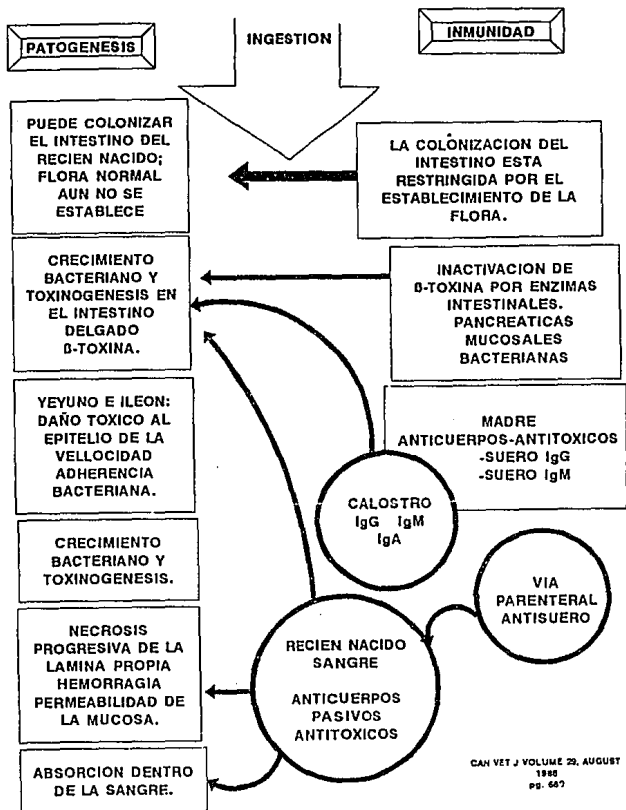 PATOGENESIS
INGESTION
INMUNIDAD
PUEDE COLONIZAR
EL INTESTINO DEL
RECIEN NACIDO;
FLORA NORMAL
AUN NO SE
ESTABLECE
LA COLONIZACION DEL
INTESTINO ESTA
RESTRINGIDA POR EL
ESTABLECIMIENTO DE LA
FLORA.
CRECIMIENTO
BACTERIANO Y
TOXINOGENESIS EN
EL INTESTINO
DELGADO
ß-TOXINA.
INACTIVACION DE
ß-TOXINA POR ENZIMAS
INTESTINALES.
PANCREATICAS
MUCOSALES
BACTERIANAS
YEYUNO E ILEON:
DAÑO TOXICO AL
EPITELIO DE LA
VELLOCIDAD
ADHERENCIA
BACTERIANA.
MADRE
ANTICUERPOS-ANTITOXICOS
-SUERO IgG
-SUERO IgM
CALOSTRO
IgG IgM
IgA
CRECIMIENTO
BACTERIANO Y
TOXINOGENESIS.
VIA
PARENTERAL
ANTISUERO
NECROSIS
PROGRESIVA DE LA
LAMINA PROPIA
HEMORRAGIA
PERMEABILIDAD DE
LA MUCOSA.
RECIEN NACIDO
SANGRE
ANTICUERPOS
PASIVOS
ANTITOXICOS
ABSORCION DENTRO
DE LA SANGRE.
CAN VET J VOLUME 29, AUGUST
1988
pg.